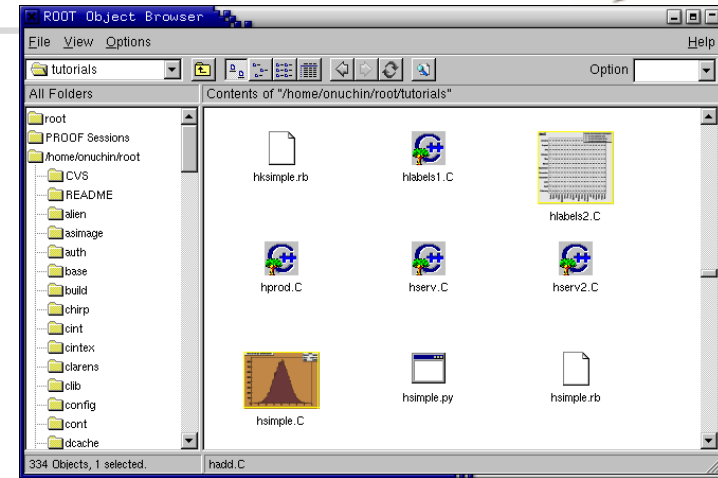 ROOT Object Browser
File View Options Help
tutorials Option
All Folders Contents of "/home/onuchin/root/tutorials"
root
PROOF Sessions
/home/onuchin/root
CVS
README
alien
asimage
auth
base
build
chirp
cint
cintex
clarens
clib
config
cont
dcache
hksimple.rb hlabels1.C hlabels2.C
hprod.C hserv.C hserv2.C
hsimple.C hsimple.py hsimple.rb
334 Objects, 1 selected. hadd.C